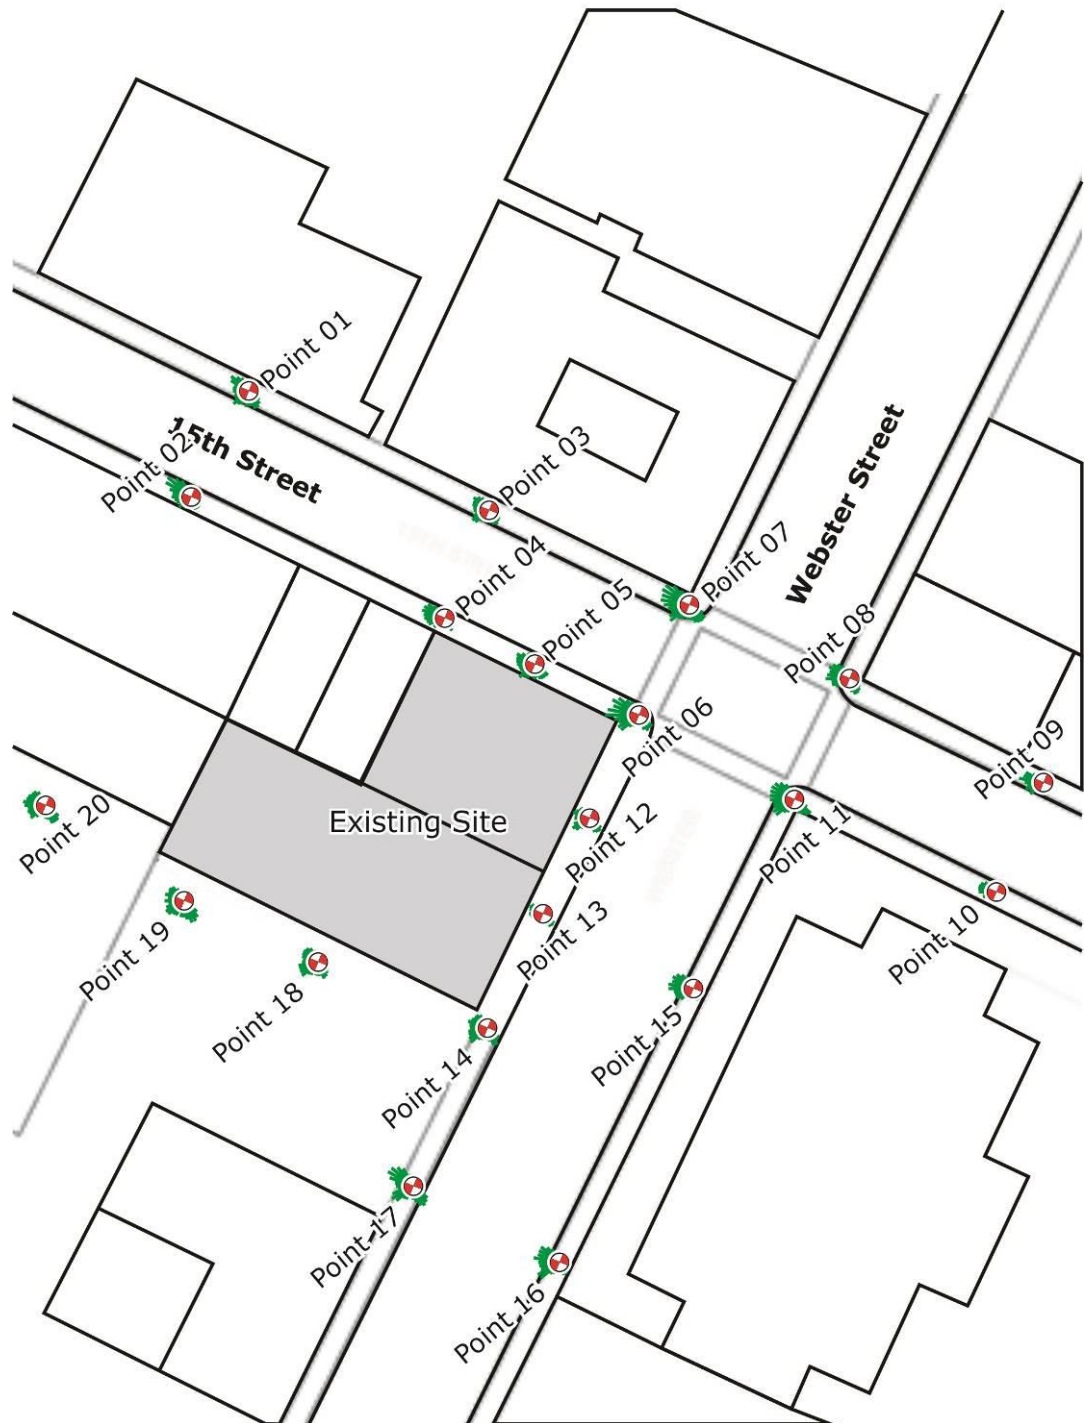 Point 01
15th Street
Point 02
Point 03
Webster Street
Point 04
Point 07
Point 05
Point 08
Point 06
Point 09
Existing Site
Point 12
Point 20
Point 11
Point 13
Point 10
Point 19
Point 18
Point 15
Point 14
Point 17
Point 16